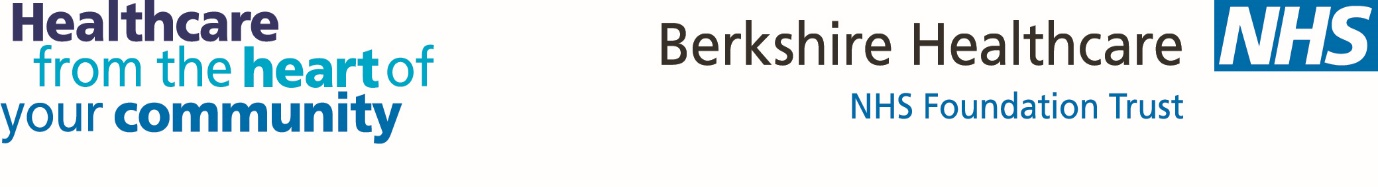 Healthcare
from the heart of
your community
Berkshire Healthcare
NHS
NHS Foundation Trust